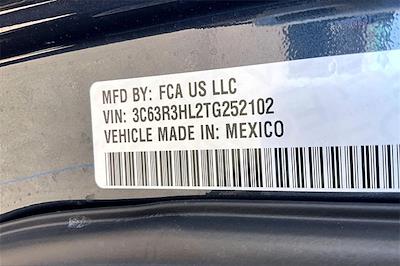 MFD BY: FCA US LLC
VIN: 3C63R3HL2TG252102
VEHICLE MADE IN: MEXICO